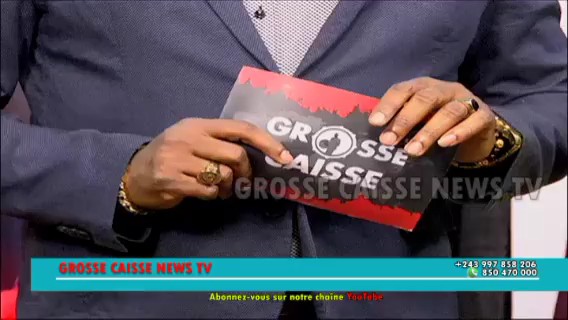 GROSSE
CAISSE
GROSSE CAISSE NEWS TV
GROSSE CAISSE NEWS TV
+243 997 858 206
850 470 000
Abonnez-vous sur notre chaine YouTube